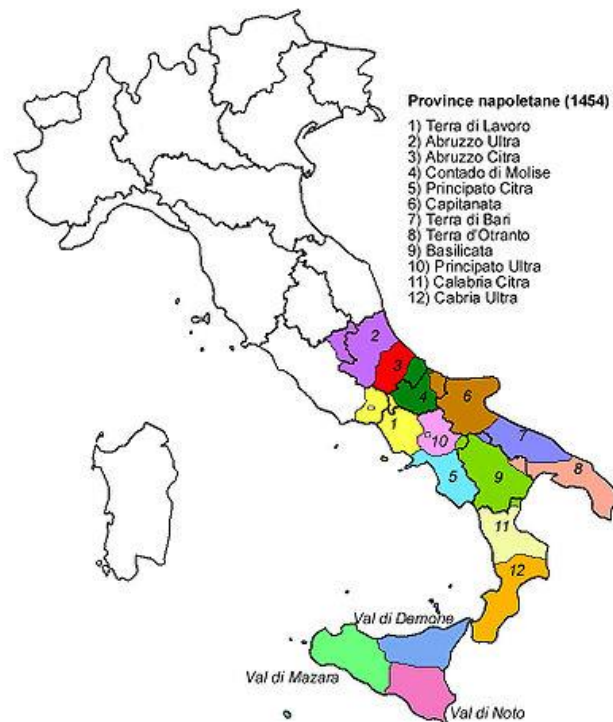 Province napoletane (1454)
1) Terra di Lavoro
2) Abruzzo Ultra
3) Abruzzo Citra
4) Contado di Molise
5) Principato Citra
6) Capitanata
7) Terra di Bari
8) Terra d'Otranto
9) Basilicata
10) Principato Ultra
11) Calabria Citra
12) Cabria Ultra
2
3
4
6
1
10
7
5
9
8
11
12
Val di Demone
Val di Mazara
Val di Noto